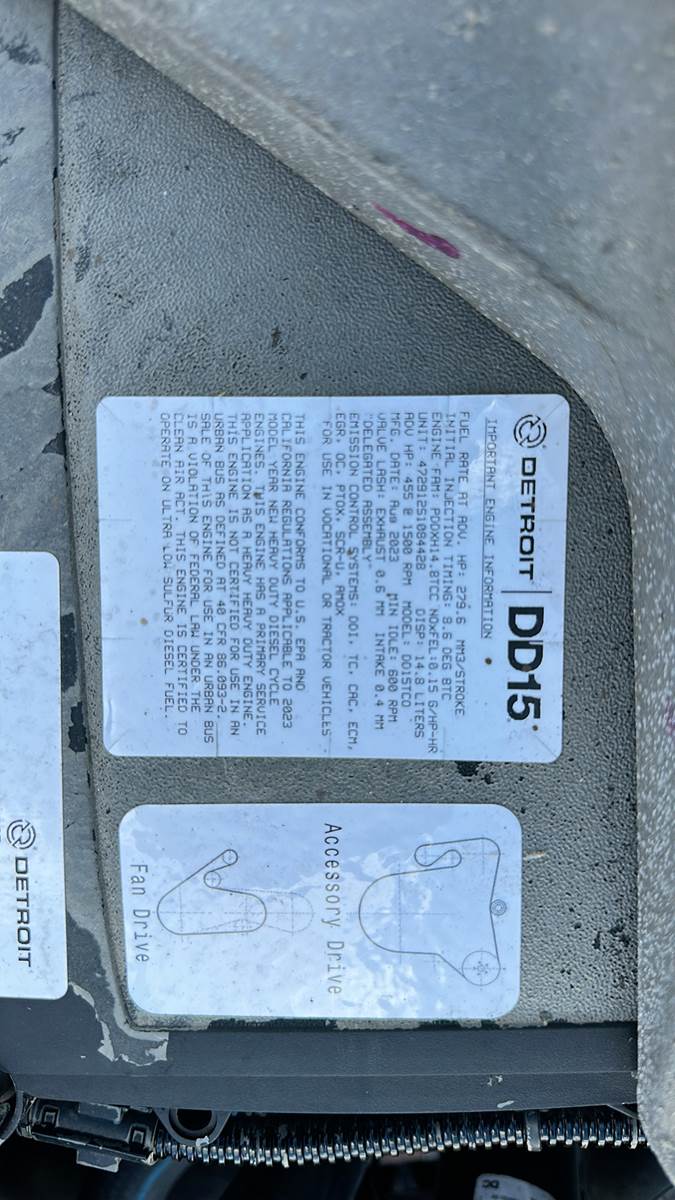 DETROIT | DD15
IMPORTANT ENGINE INFORMATION
FUEL RATE AT ADV. HP: 279.6 MM3/STROKE
INITIAL INJECTION TIMING: 9.6 DEG BTC
ENGINE FAM: PDDXH14.8TCC NOxFEL:0.15 G/HP-HR
UNIT: 472912S1084428 DISP: 14.8 LITERS
ADV HP: 455 @ 1500 RPM MODEL: DD15TCO
MFG. DATE: Aug 2023 MIN IDLE: 600 RPM
VALVE LASH: EXHAUST 0.6 MM INTAKE 0.4 MM
"DELEGATED ASSEMBLY"
EMISSION CONTROL SYSTEMS: DDI, TC, CAC, ECM,
EGR, OC, PTOX, SCR-U, AMOX
FOR USE IN VOCATIONAL OR TRACTOR VEHICLES
THIS ENGINE CONFORMS TO U.S. EPA AND
CALIFORNIA REGULATIONS APPLICABLE TO 2023
MODEL YEAR NEW HEAVY DUTY DIESEL CYCLE
ENGINES. THIS ENGINE HAS A PRIMARY SERVICE
APPLICATION AS A HEAVY HEAVY DUTY ENGINE.
THIS ENGINE IS NOT CERTIFIED FOR USE IN AN
URBAN BUS AS DEFINED AT 40 CFR 86.093-2.
SALE OF THIS ENGINE FOR USE IN AN URBAN BUS
IS A VIOLATION OF FEDERAL LAW UNDER THE
CLEAN AIR ACT. THIS ENGINE IS CERTIFIED TO
OPERATE ON ULTRA LOW SULFUR DIESEL FUEL.
Accessory Drive
Fan Drive
DETROIT